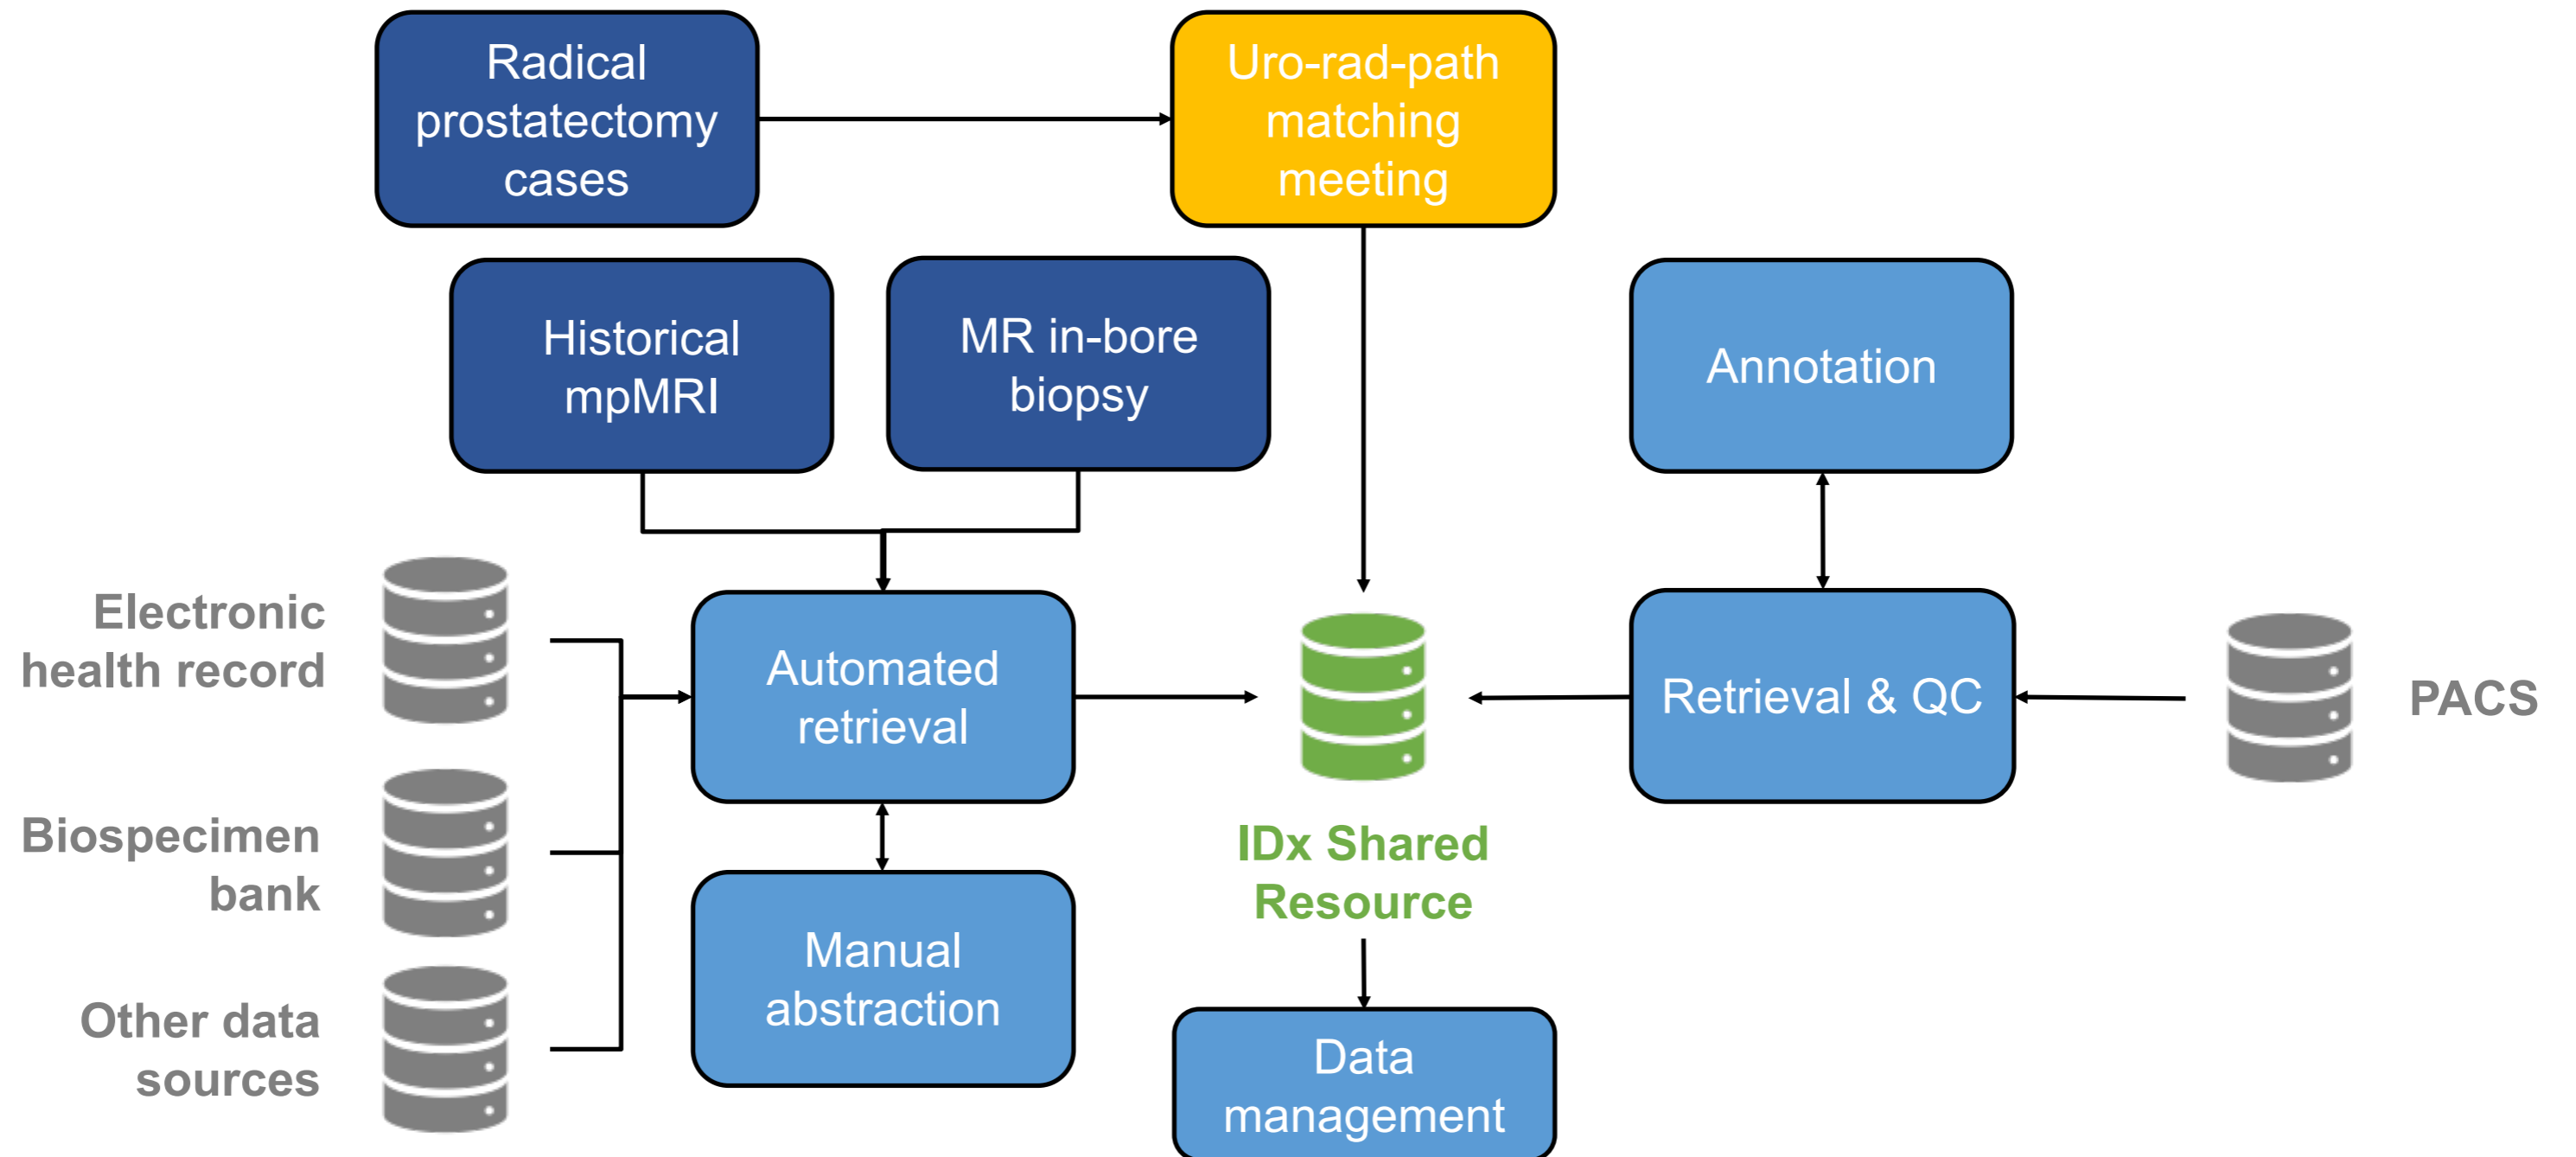 Radical
prostatectomy
cases
Uro-rad-path
matching
meeting
Historical
mpMRI
MR in-bore
biopsy
Annotation
Electronic
health record
Automated
retrieval
Retrieval & QC
PACS
Biospecimen
bank
IDx Shared
Resource
Manual
abstraction
Other data
sources
Data
management